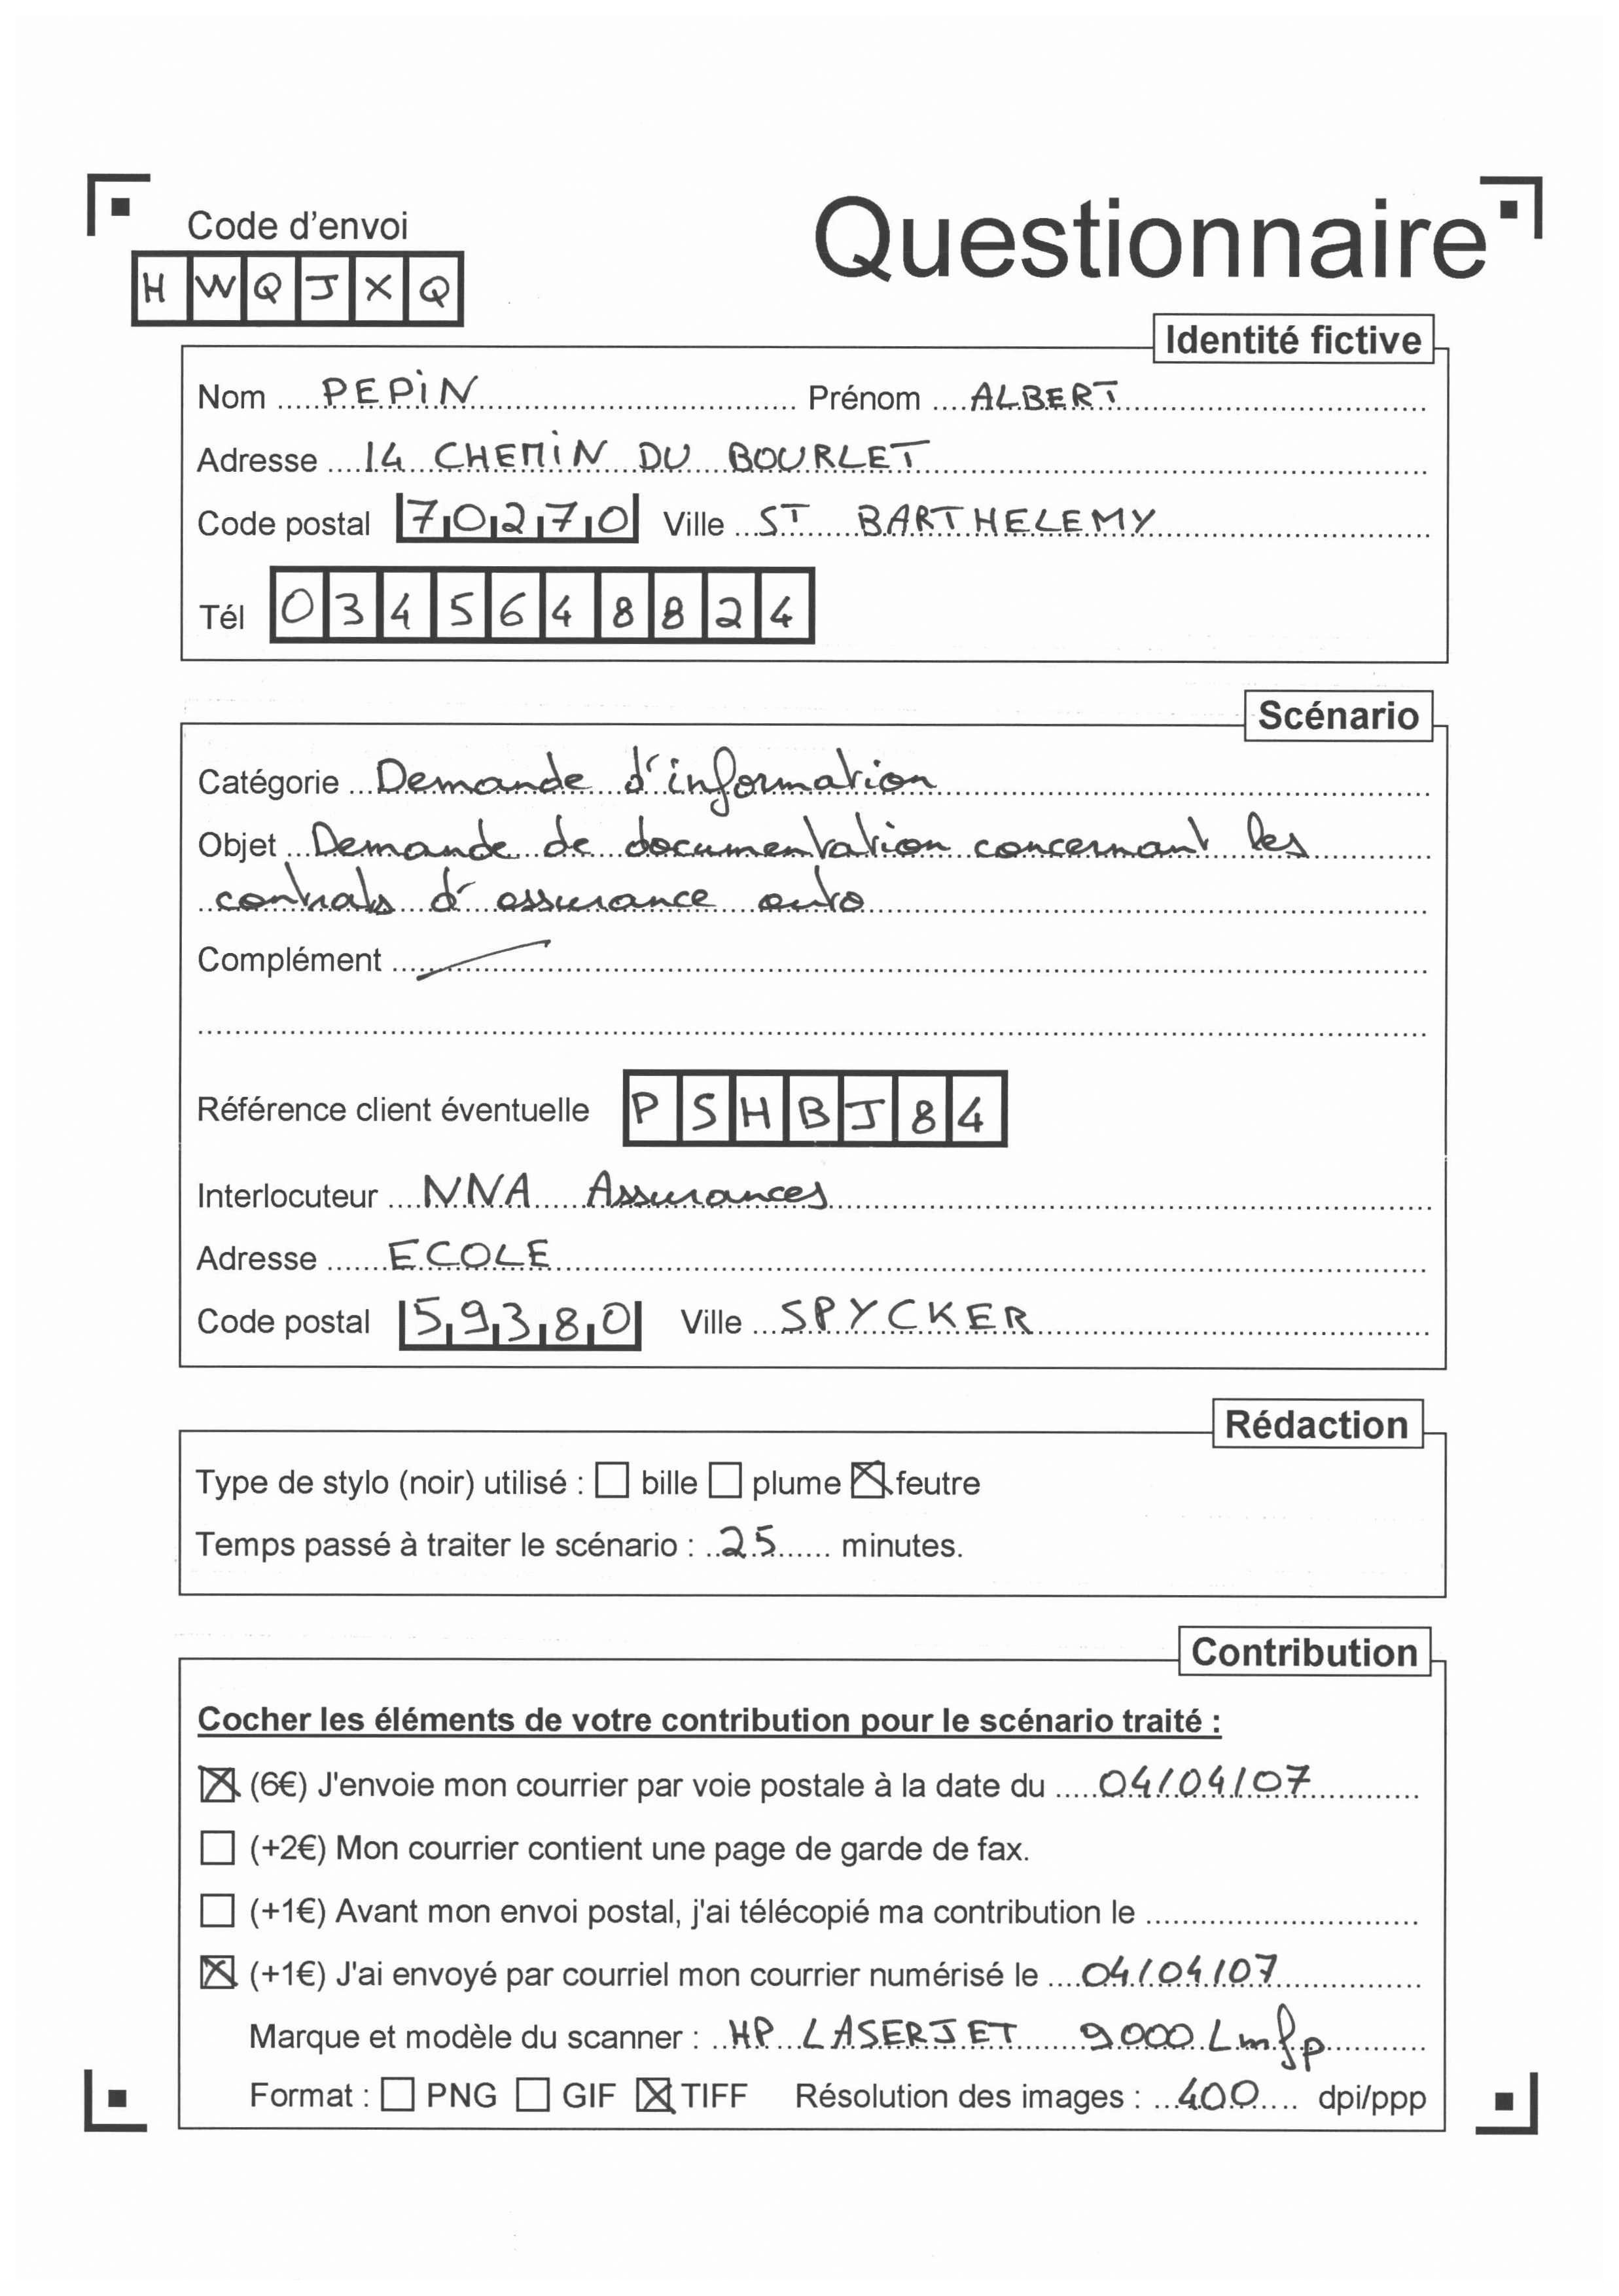 Code d'envoi
Questionnaire
H W Q J X Q
Identité fictive
Nom PEPIN Prénom ALBERT
Adresse 14 CHEMIN DU BOURLET
Code postal 70270 Ville ST BARTHELEMY
Tél 0345648824
Scénario
Catégorie Demande d'information
Objet Demande de documentation concernant les
contrats d'assurance auto
Complément
Référence client éventuelle PSHBJ84
Interlocuteur NNA Assurances
Adresse ECOLE
Code postal 59380 Ville SPYCKER
Rédaction
Type de stylo (noir) utilisé : ☐ bille ☐ plume ☒ feutre
Temps passé à traiter le scénario : 25 minutes.
Contribution
Cocher les éléments de votre contribution pour le scénario traité :
☒ (6€) J'envoie mon courrier par voie postale à la date du 04/04/07
☐ (+2€) Mon courrier contient une page de garde de fax.
☐ (+1€) Avant mon envoi postal, j'ai télécopié ma contribution le
☒ (+1€) J'ai envoyé par courriel mon courrier numérisé le 04/04/07
Marque et modèle du scanner : HP LASERJET 9000 Lmfp
Format : ☐ PNG ☐ GIF ☒ TIFF Résolution des images : 400 dpi/ppp